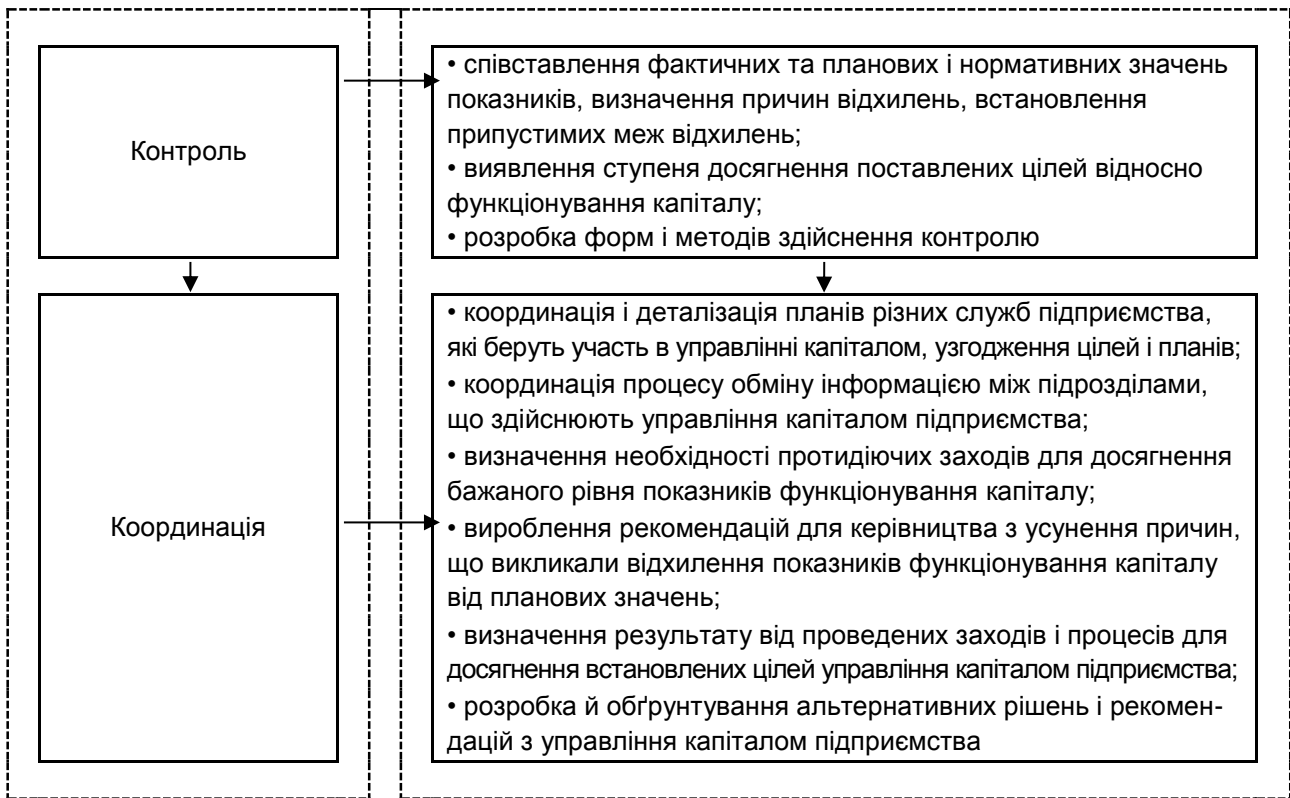 Контроль
• співставлення фактичних та планових і нормативних значень
показників, визначення причин відхилень, встановлення
припустимих меж відхилень;
• виявлення ступеня досягнення поставлених цілей відносно
функціонування капіталу;
• розробка форм і методів здійснення контролю
Координація
• координація і деталізація планів різних служб підприємства,
які беруть участь в управлінні капіталом, узгодження цілей і планів;
• координація процесу обміну інформацією між підрозділами,
що здійснюють управління капіталом підприємства;
• визначення необхідності протидіючих заходів для досягнення
бажаного рівня показників функціонування капіталу;
• вироблення рекомендацій для керівництва з усунення причин,
що викликали відхилення показників функціонування капіталу
від планових значень;
• визначення результату від проведених заходів і процесів для
досягнення встановлених цілей управління капіталом підприємства;
• розробка й обґрунтування альтернативних рішень і рекомен-
дацій з управління капіталом підприємства